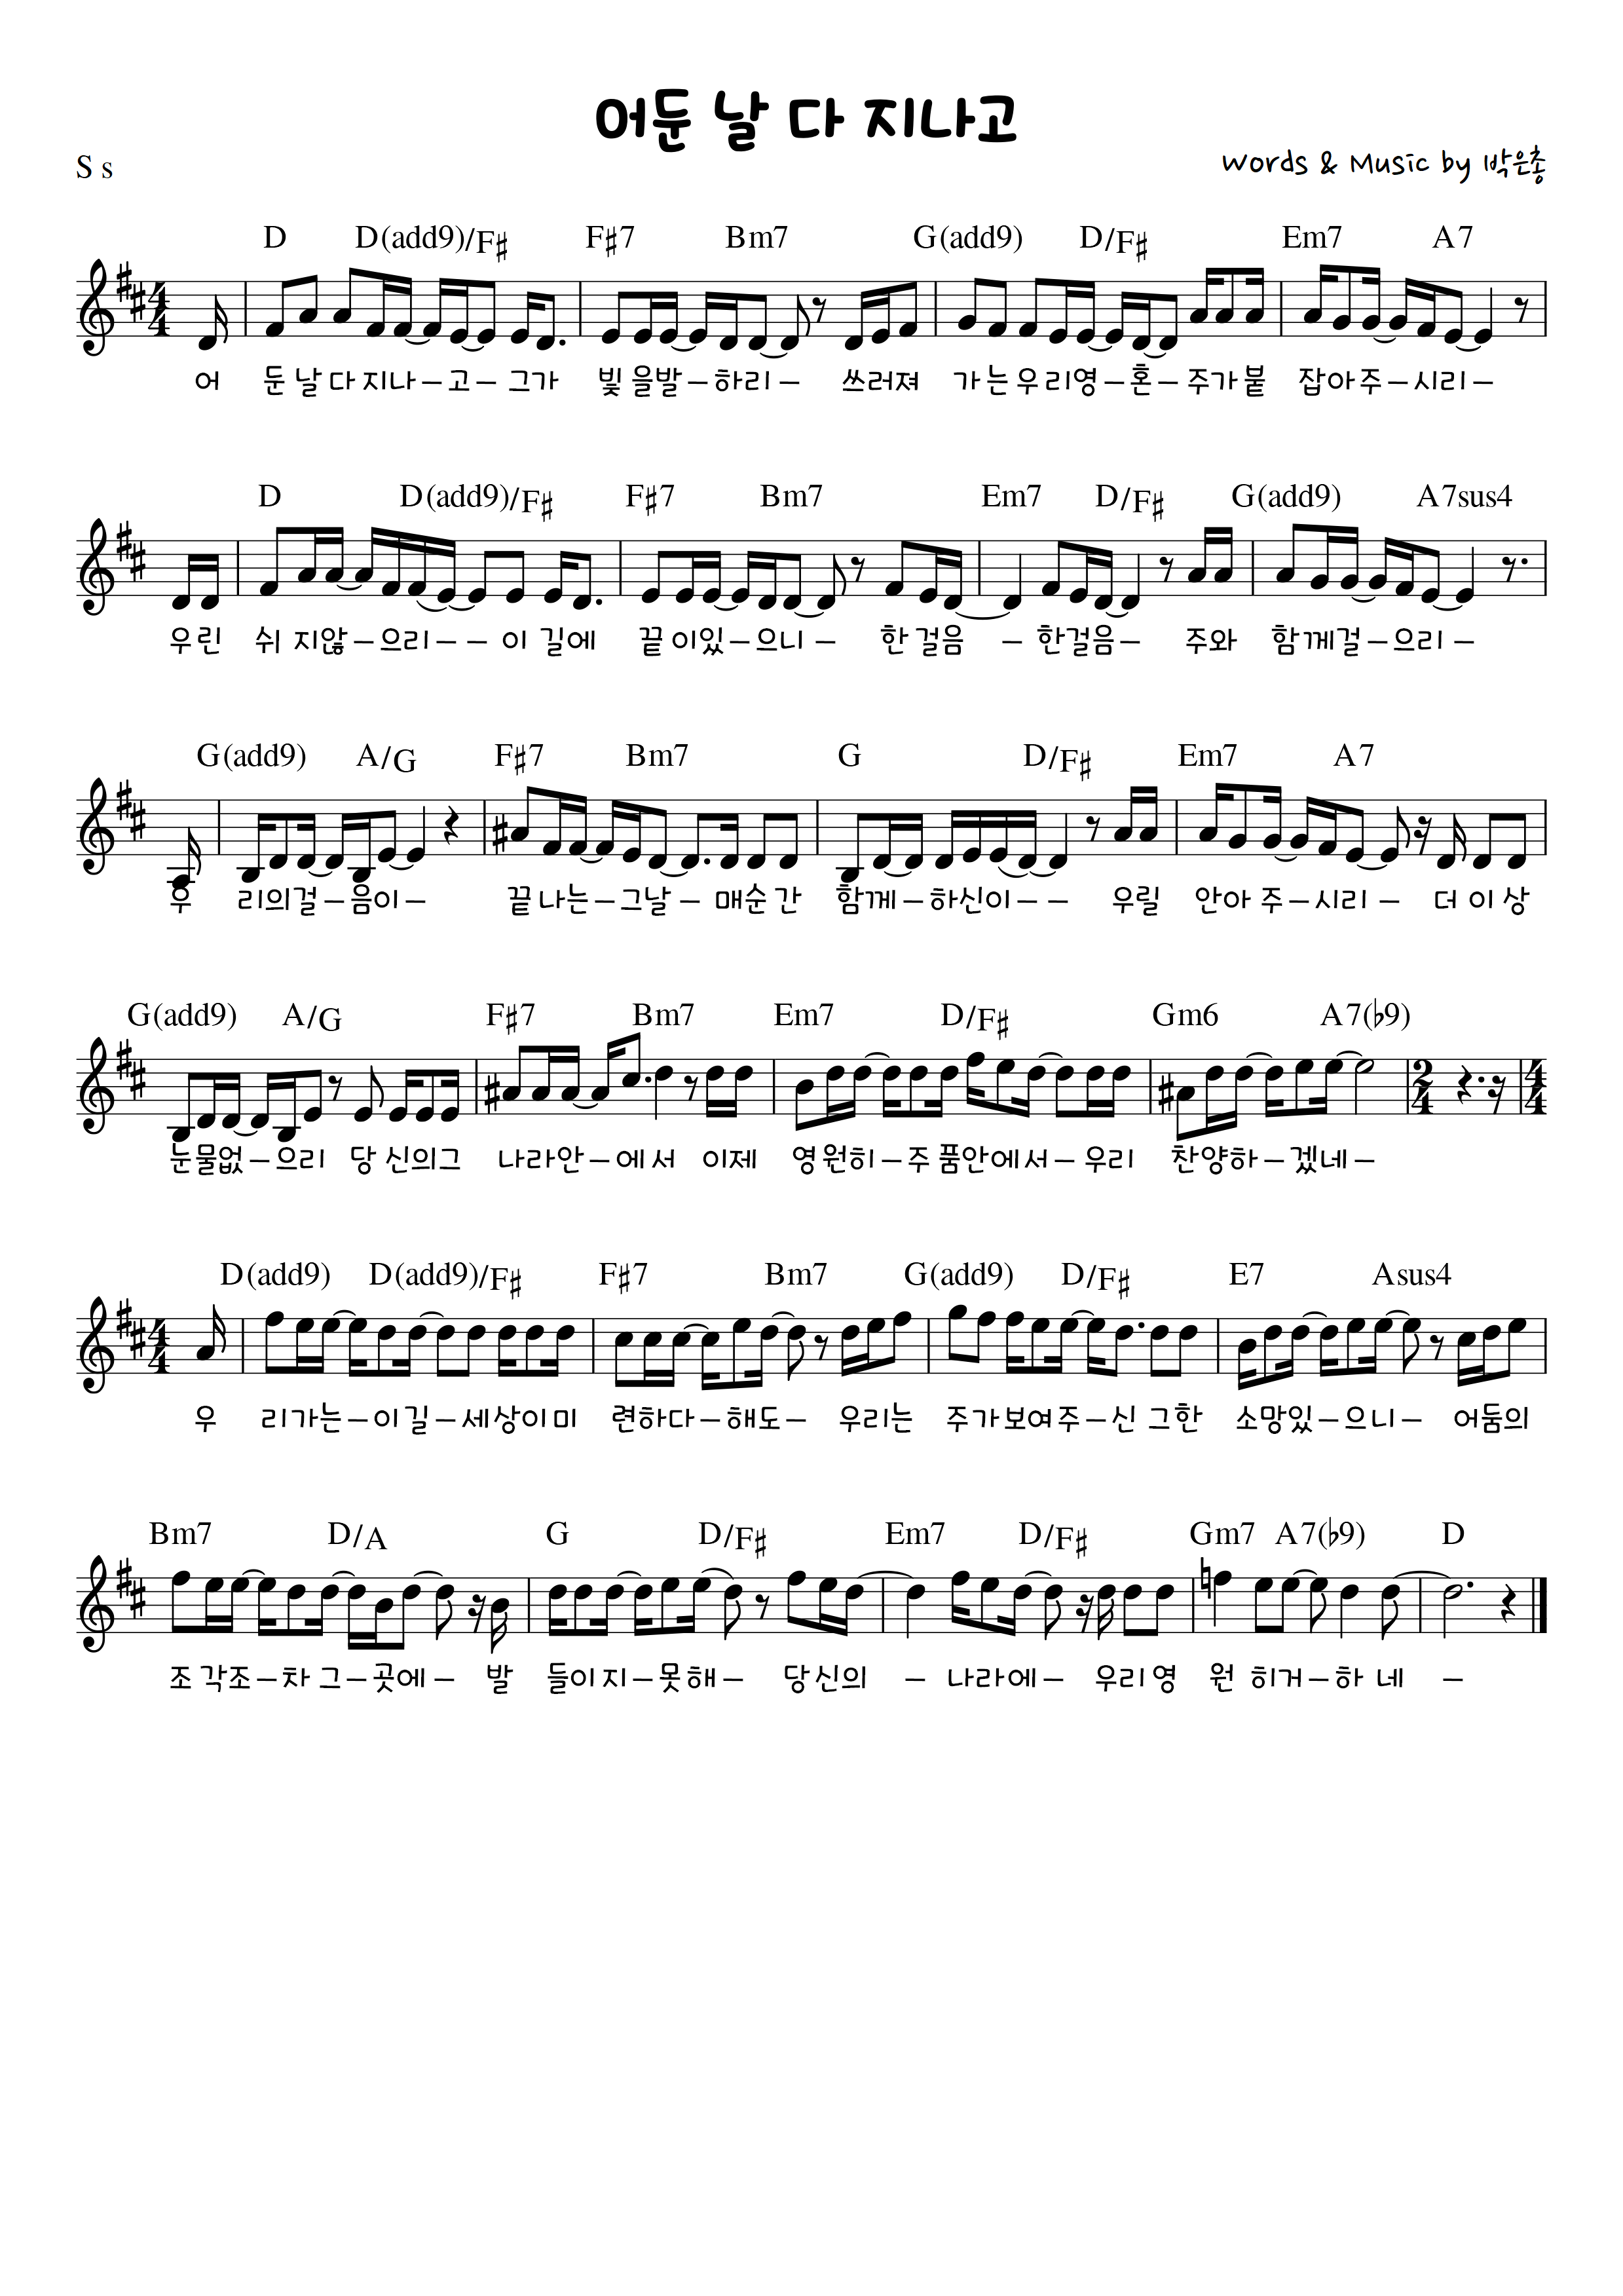 어둔 날 다 지나고
S s
Words & Music by 박은총
D D(add9)/F♯ F♯7 Bm7 G(add9) D/F♯ Em7 A7
어 둔 날 다 지나–고– 그가 빛 을발–하리– 쓰러져 가는우리영–혼– 주가붙 잡아주–시리–
D D(add9)/F♯ F♯7 Bm7 Em7 D/F♯ G(add9) A7sus4
우린 쉬 지않–으리–– 이 길에 끝 이있–으니– 한 걸음 – 한걸음– 주와 함께걸–으리–
G(add9) A/G F♯7 Bm7 G D/F♯ Em7 A7
우 리의걸–음이– 끝나는–그날– 매순간 함께–하신이–– 우릴 안아 주–시리– 더 이상
G(add9) A/G F♯7 Bm7 Em7 D/F♯ Gm6 A7(♭9)
눈물없–으리 당 신의그 나라안–에서 이제 영원히–주 품안에서–우리 찬양하–겠네–
D(add9) D(add9)/F♯ F♯7 Bm7 G(add9) D/F♯ E7 Asus4
우 리가는–이길–세상이미 련하다–해도– 우리는 주가보여주–신 그한 소망있–으니– 어둠의
Bm7 D/A G D/F♯ Em7 D/F♯ Gm7 A7(♭9) D
조 각조–차 그–곳에– 발 들이지–못해– 당신의 – 나라에– 우리영 원 히거–하 네 –